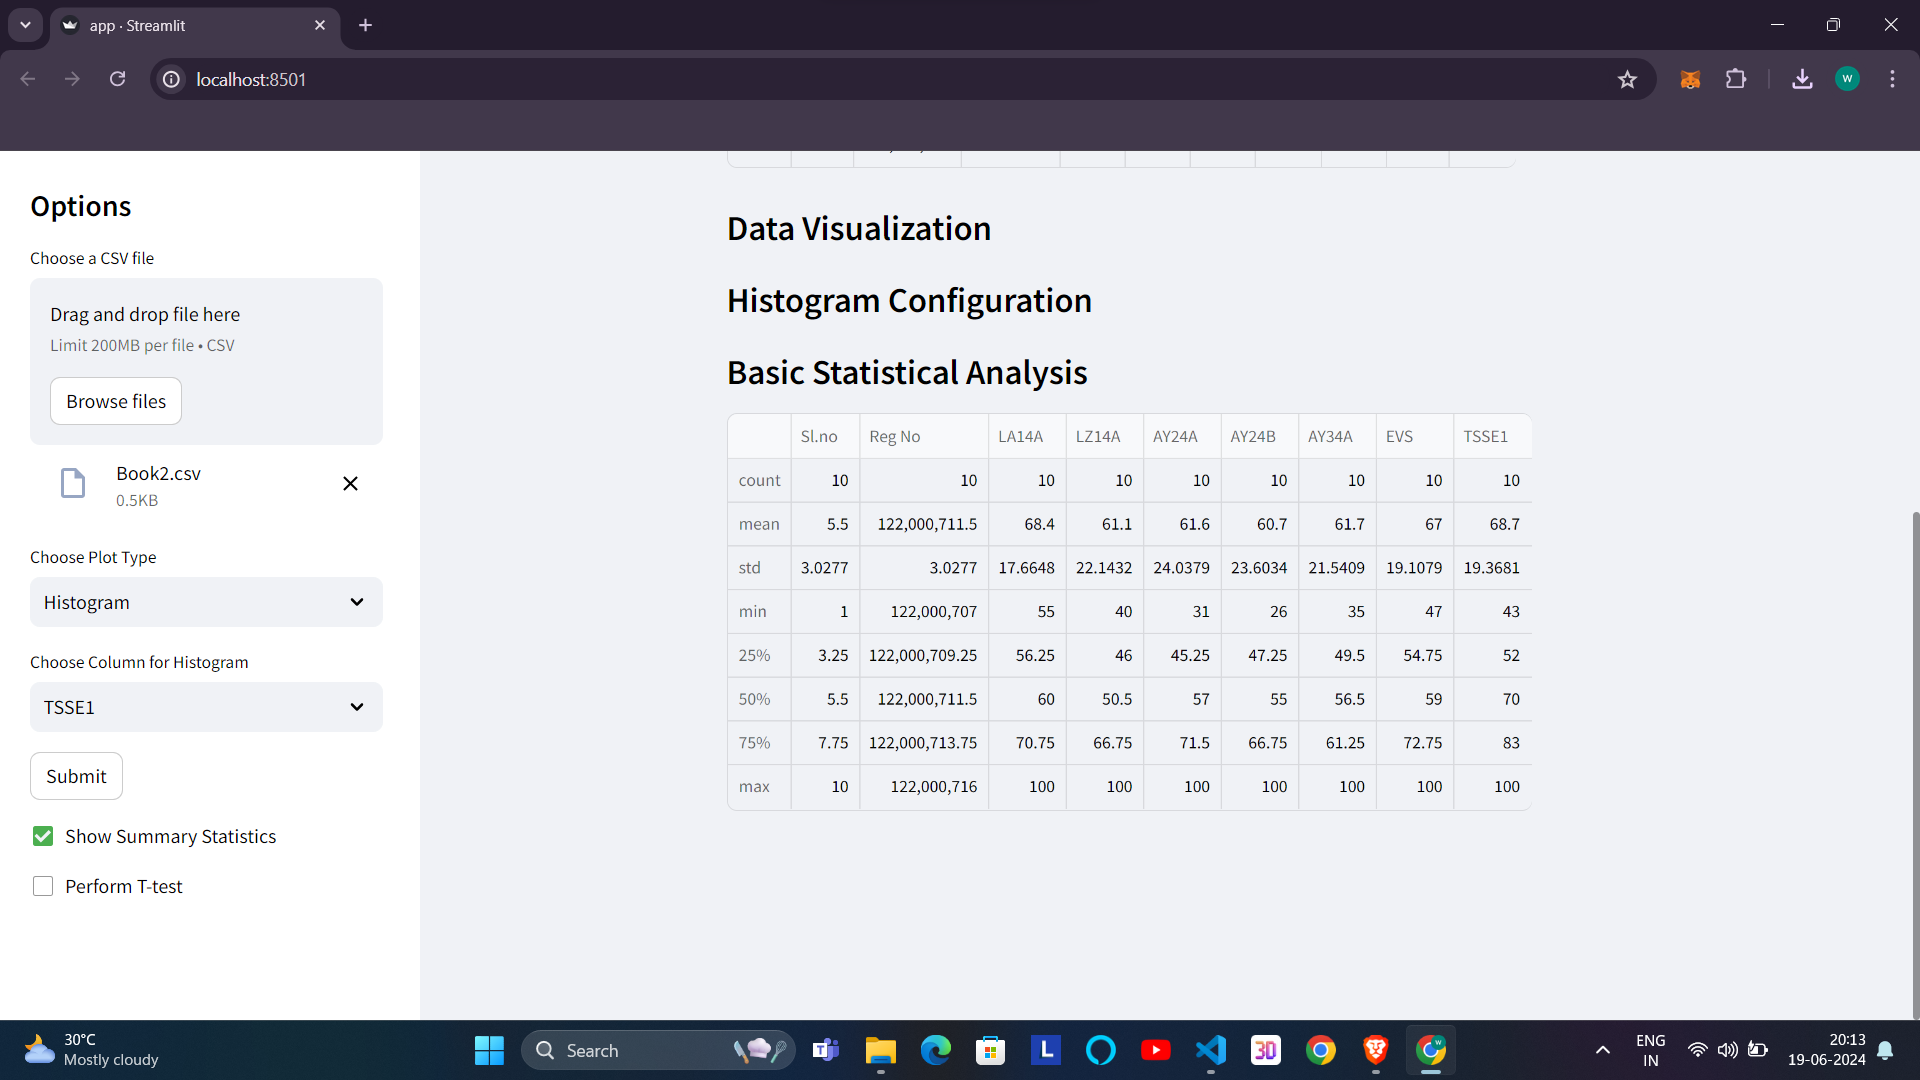 app · Streamlit
localhost:8501
W
Options
Choose a CSV file
Drag and drop file here
Limit 200MB per file • CSV
Browse files
Book2.csv
0.5KB
Choose Plot Type
Histogram
Choose Column for Histogram
TSSE1
Submit
Show Summary Statistics
Perform T-test
Data Visualization
Histogram Configuration
Basic Statistical Analysis
Sl.no Reg No LA14A LZ14A AY24A AY24B AY34A EVS TSSE1
count 10 10 10 10 10 10 10 10 10
mean 5.5 122,000,711.5 68.4 61.1 61.6 60.7 61.7 67 68.7
std 3.0277 3.0277 17.6648 22.1432 24.0379 23.6034 21.5409 19.1079 19.3681
min 1 122,000,707 55 40 31 26 35 47 43
25% 3.25 122,000,709.25 56.25 46 45.25 47.25 49.5 54.75 52
50% 5.5 122,000,711.5 60 50.5 57 55 56.5 59 70
75% 7.75 122,000,713.75 70.75 66.75 71.5 66.75 61.25 72.75 83
max 10 122,000,716 100 100 100 100 100 100 100
30°C
Mostly cloudy
Search
L
3D
ENG
IN
20:13
19-06-2024